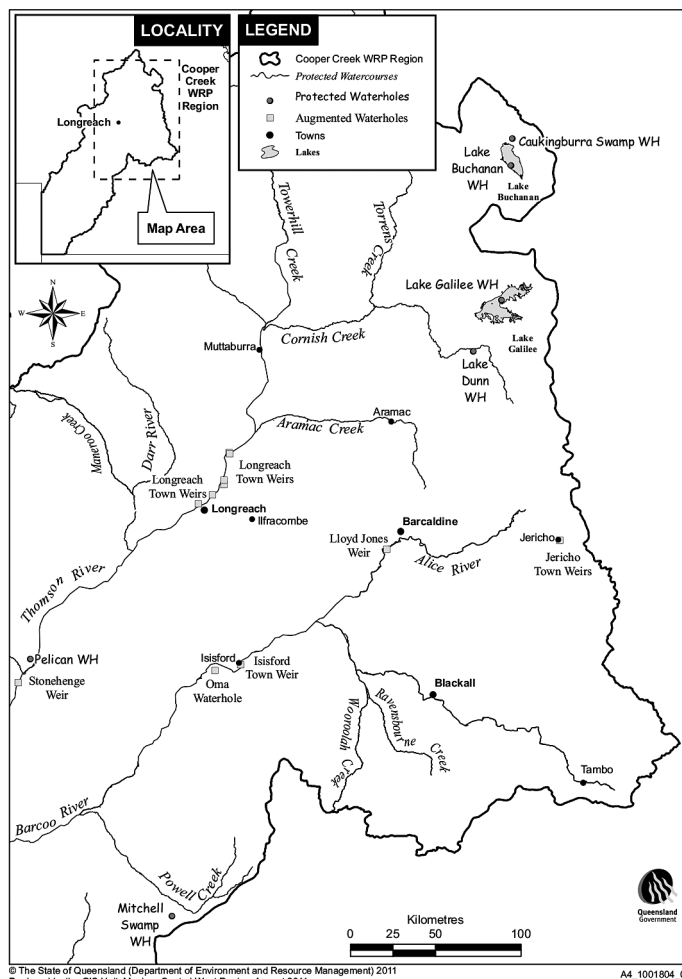 LOCALITY
Longreach
Cooper
Creek
WRP
Region
Map Area
LEGEND
Cooper Creek WRP Region
Protected Watercourses
Protected Waterholes
Augmented Waterholes
Towns
Lakes
Caukingburra Swamp WH
Lake
Buchanan
WH
Lake
Buchanan
Towerhill
Creek
Torrens
Creek
Lake Galilee WH
Lake
Galilee
N
W
E
S
Muttaburra
Cornish Creek
Lake
Dunn
WH
Maneroo Creek
Darr River
Aramac
Aramac Creek
Longreach
Town Weirs
Longreach
Town Weirs
Longreach
Ilfracombe
Barcaldine
Lloyd Jones
Weir
Alice River
Jericho
Jericho
Town Weirs
Thomson River
Pelican WH
Stonehenge
Weir
Isisford
Isisford
Town Weir
Oma
Waterhole
Wooroolah
Creek
Ravensbourne
Creek
Blackall
Tambo
Barcoo River
Powell Creek
Mitchell
Swamp
WH
Kilometres
0 50 100
Queensland
Government
© The State of Queensland (Department of Environment and Resource Management) 2011
A4_1001804_